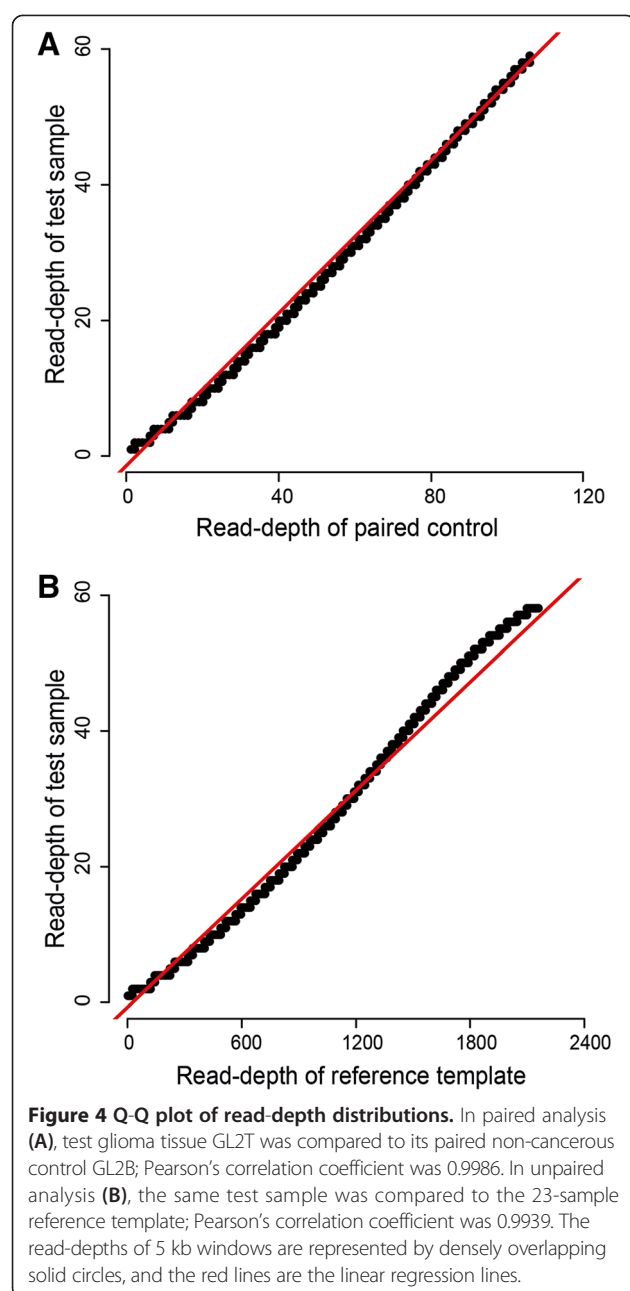 A
Read-depth of test sample
60
40
20
0
0 40 80 120
Read-depth of paired control
B
Read-depth of test sample
60
40
20
0
0 600 1200 1800 2400
Read-depth of reference template
Figure 4 Q-Q plot of read-depth distributions. In paired analysis
(A), test glioma tissue GL2T was compared to its paired non-cancerous
control GL2B; Pearson's correlation coefficient was 0.9986. In unpaired
analysis (B), the same test sample was compared to the 23-sample
reference template; Pearson's correlation coefficient was 0.9939. The
read-depths of 5 kb windows are represented by densely overlapping
solid circles, and the red lines are the linear regression lines.